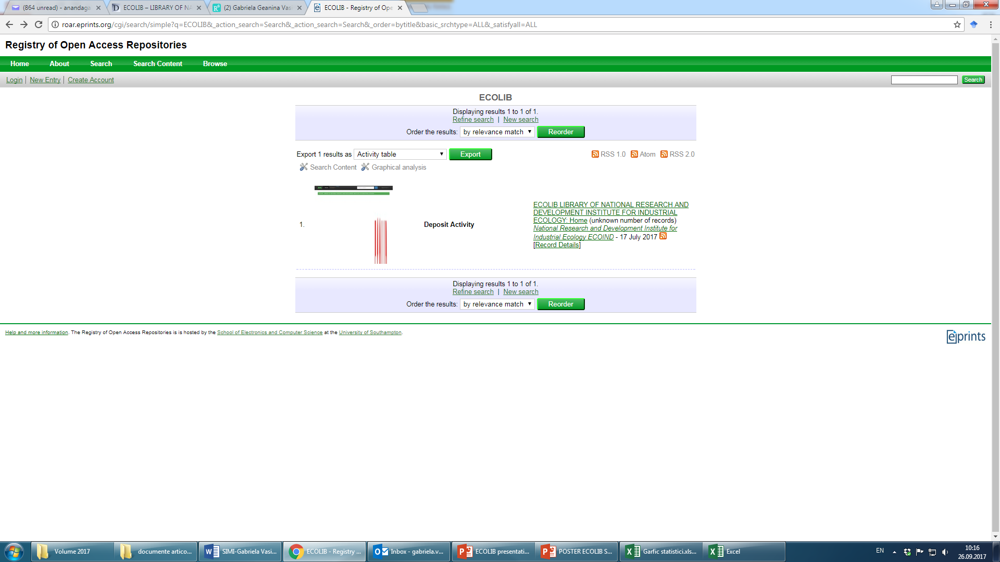 (864 unread) - anandaga
ECOLIB – LIBRARY OF NA
(2) Gabriela Geanina Vasi
ECOLIB - Registry of Ope
roar.eprints.org/cgi/search/simple?q=ECOLIB&_action_search=Search&_action_search=Search&_order=bytitle&basic_srchtype=ALL&_satisfyall=ALL
Registry of Open Access Repositories
Home About Search Search Content Browse
Login New Entry Create Account
Search
ECOLIB
Displaying results 1 to 1 of 1.
Refine search | New search
Order the results: by relevance match Reorder
Export 1 results as Activity table Export
RSS 1.0 Atom RSS 2.0
Search Content Graphical analysis
1.
Deposit Activity
ECOLIB LIBRARY OF NATIONAL RESEARCH AND
DEVELOPMENT INSTITUTE FOR INDUSTRIAL
ECOLOGY: Home (unknown number of records)
National Research and Development Institute for
Industrial Ecology ECOIND - 17 July 2017
[Record Details]
Displaying results 1 to 1 of 1.
Refine search | New search
Order the results: by relevance match Reorder
Help and more information. The Registry of Open Access Repositories is is hosted by the School of Electronics and Computer Science at the University of Southampton.
eprints
Volume 2017
documente artico...
SIMI-Gabriela Vasi...
ECOLIB - Registry ...
Inbox - gabriela.v...
ECOLIB presentati...
POSTER ECOLIB S...
Garfic statistici.xls...
Excel
EN
10:16
26.09.2017